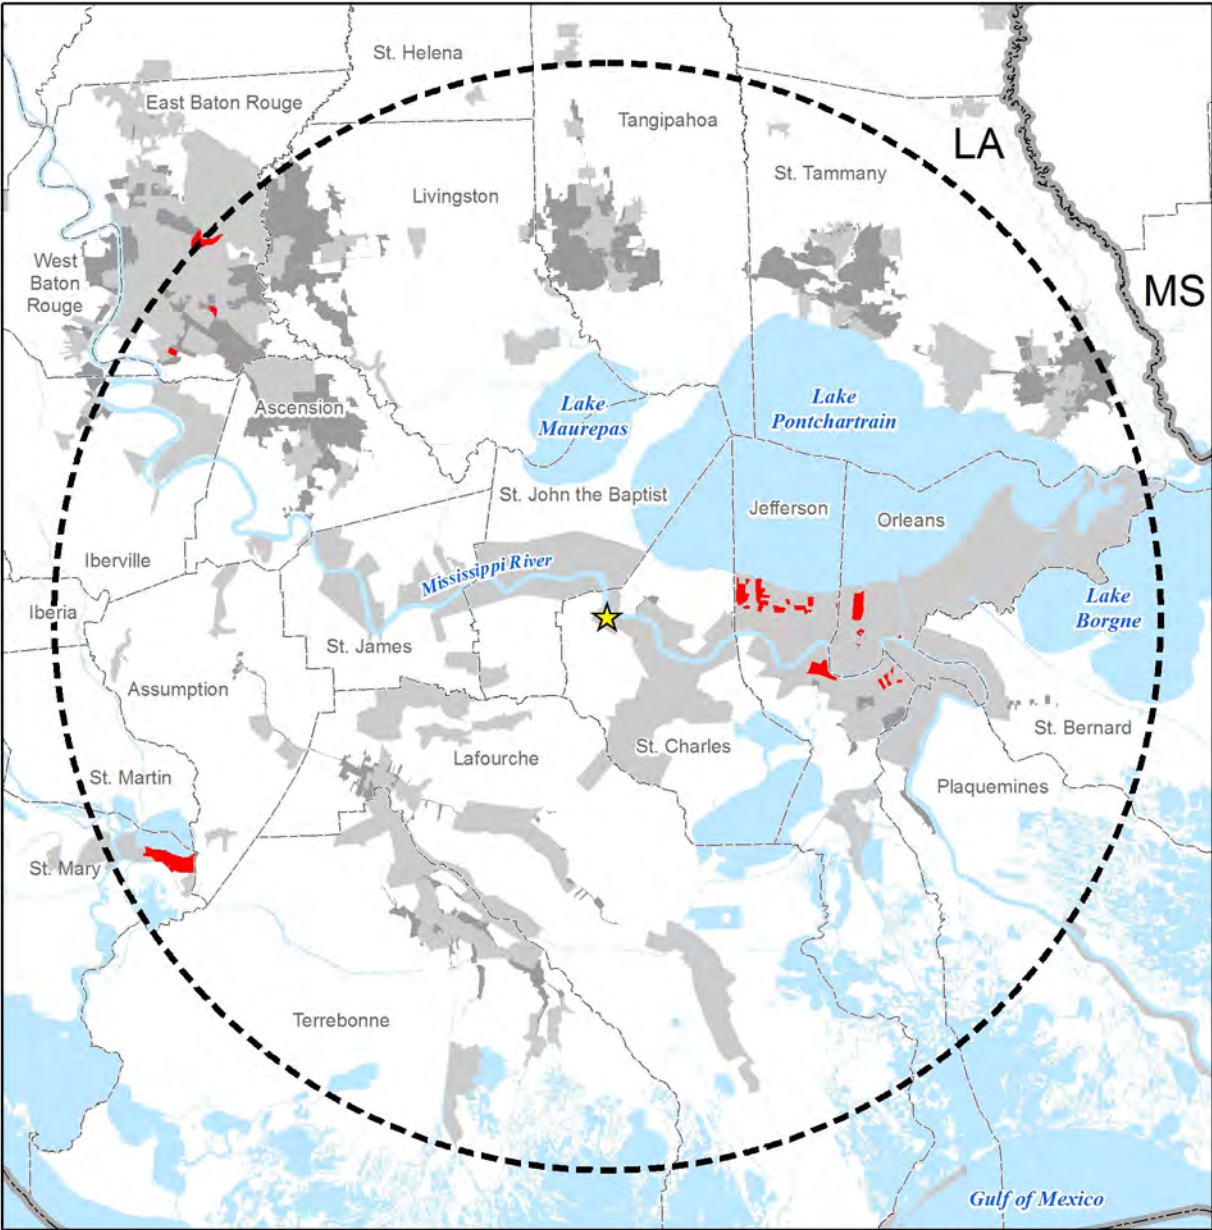 St. Helena
East Baton Rouge
Tangipahoa
LA
St. Tammany
Livingston
West
Baton
Rouge
MS
Lake
Maurepas
Lake
Pontchartrain
Ascension
St. John the Baptist
Jefferson
Orleans
Iberville
Mississippi River
Iberia
Lake
Borgne
St. James
Assumption
St. Bernard
St. Charles
Lafourche
St. Martin
Plaquemines
St. Mary
Terrebonne
Gulf of Mexico